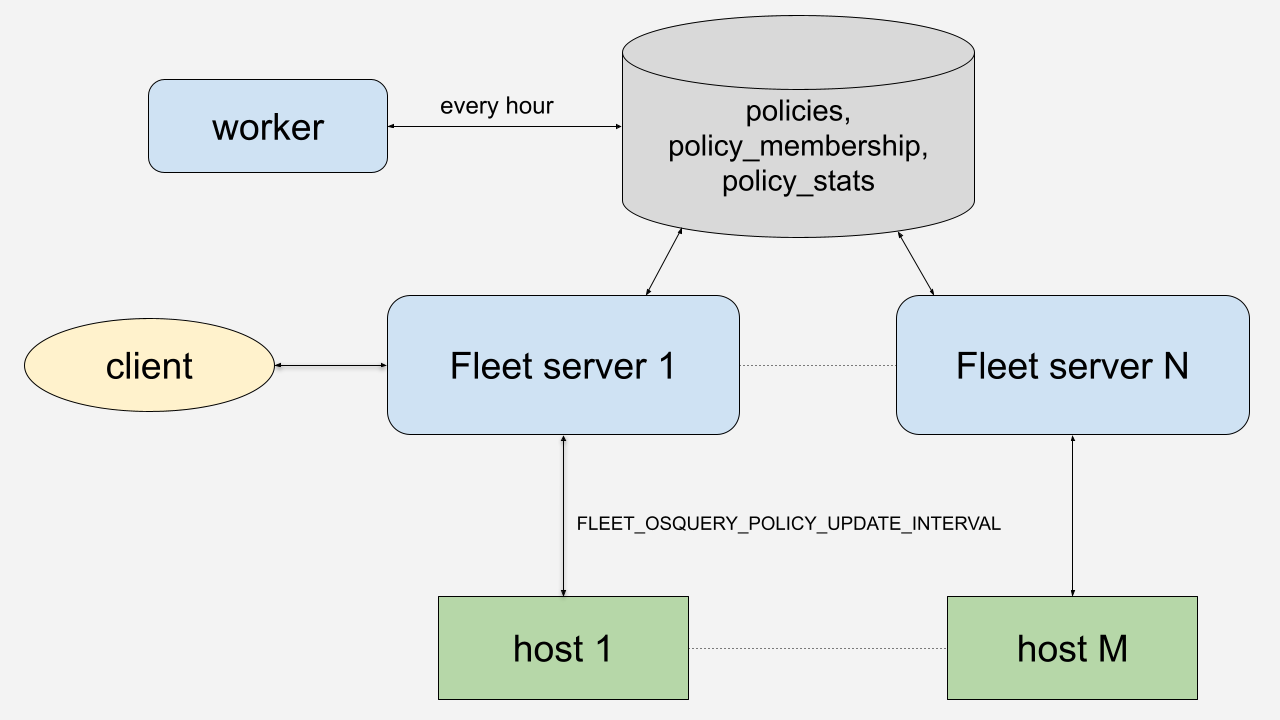 every hour
worker
policies,
policy_membership,
policy_stats
client
Fleet server 1
Fleet server N
FLEET_OSQUERY_POLICY_UPDATE_INTERVAL
host 1
host M